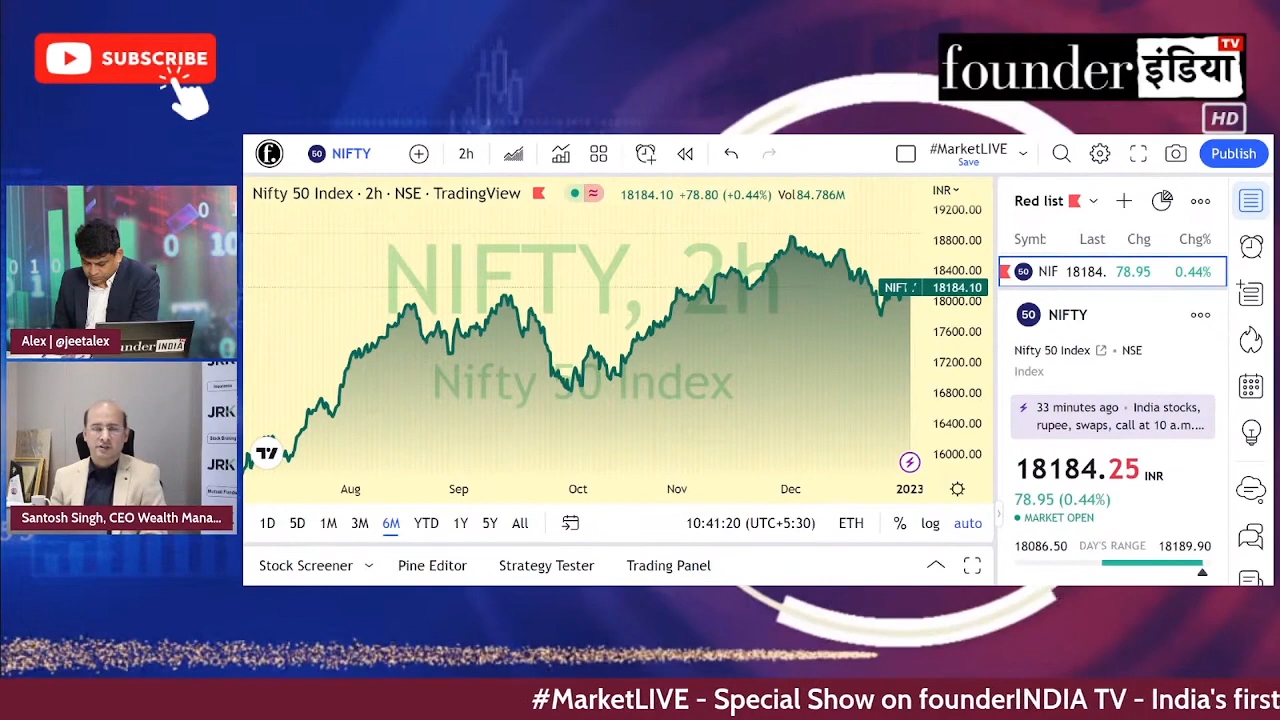 SUBSCRIBE
founder इंडिया TV
HD
f.
50 NIFTY
2h
#MarketLIVE
Save
Publish
Nifty 50 Index · 2h · NSE · TradingView
18184.10 +78.80 (+0.44%) Vol84.786M
INR
NIFTY, 2h
Nifty 50 Index
19200.00
18800.00
18400.00
18184.10
18000.00
17600.00
17200.00
16800.00
16400.00
16000.00
Aug Sep Oct Nov Dec 2023
1D 5D 1M 3M 6M YTD 1Y 5Y All
10:41:20 (UTC+5:30) ETH % log auto
Stock Screener Pine Editor Strategy Tester Trading Panel
Red list
Symb Last Chg Chg%
50 NIF 18184. 78.95 0.44%
50 NIFTY
Nifty 50 Index • NSE
Index
33 minutes ago • India stocks,
rupee, swaps, call at 10 a.m....
18184.25 INR
78.95 (0.44%)
MARKET OPEN
18086.50 DAY'S RANGE 18189.90
Alex | @jeetalex
under INDIA
JRK
JRK
JRK
Santosh Singh, CEO Wealth Mana...
#MarketLIVE - Special Show on founderINDIA TV - India's first